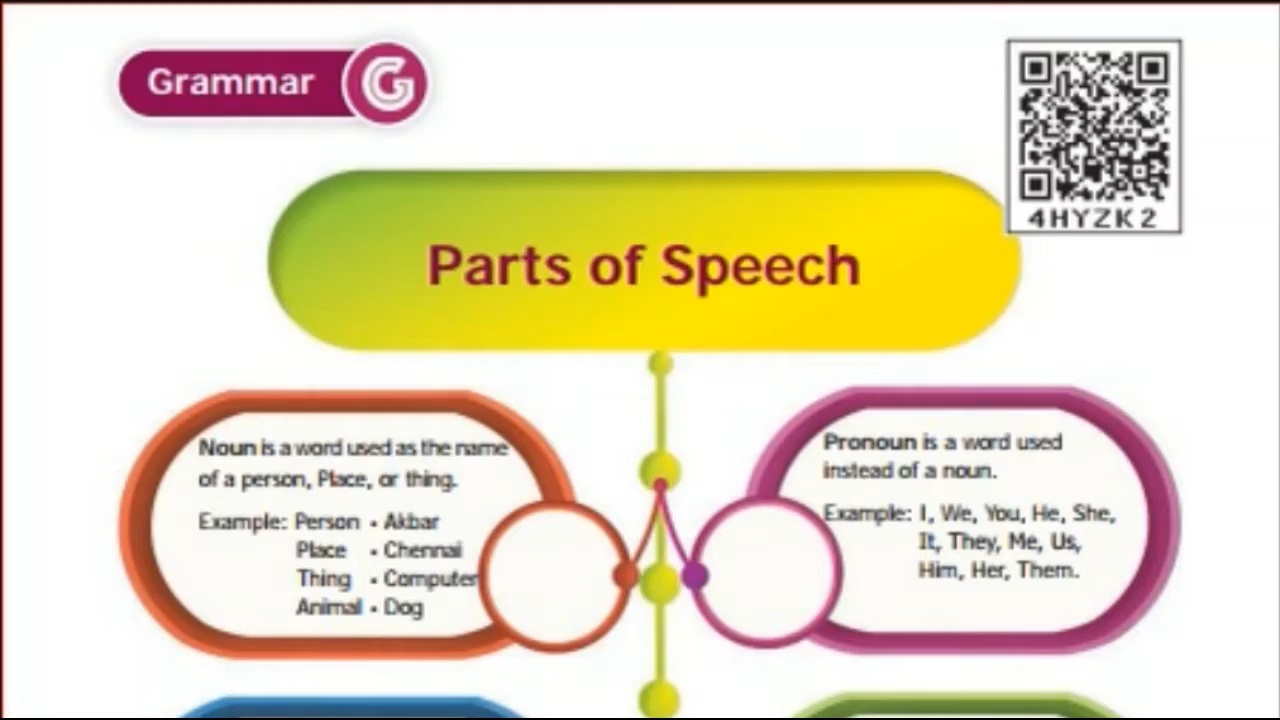 Grammar G
4HYZK2
Parts of Speech
Noun is a word used as the name
of a person, Place, or thing.
Example: Person • Akbar
Place • Chennai
Thing • Computer
Animal • Dog
Pronoun is a word used
instead of a noun.
Example: I, We, You, He, She,
It, They, Me, Us,
Him, Her, Them.